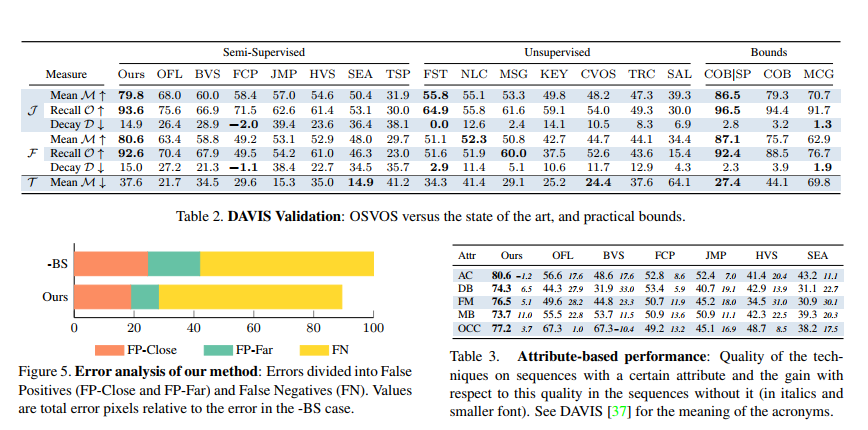 Semi-Supervised Unsupervised Bounds
Measure Ours OFL BVS FCP JMP HVS SEA TSP FST NLC MSG KEY CVOS TRC SAL COB|SP COB MCG
Mean M ↑ 79.8 68.0 60.0 58.4 57.0 54.6 50.4 31.9 55.8 55.1 53.3 49.8 48.2 47.3 39.3 86.5 79.3 70.7
J Recall O ↑ 93.6 75.6 66.9 71.5 62.6 61.4 53.1 30.0 64.9 55.8 61.6 59.1 54.0 49.3 30.0 96.5 94.4 91.7
Decay D ↓ 14.9 26.4 28.9 −2.0 39.4 23.6 36.4 38.1 0.0 12.6 2.4 14.1 10.5 8.3 6.9 2.8 3.2 1.3
Mean M ↑ 80.6 63.4 58.8 49.2 53.1 52.9 48.0 29.7 51.1 52.3 50.8 42.7 44.7 44.1 34.4 87.1 75.7 62.9
F Recall O ↑ 92.6 70.4 67.9 49.5 54.2 61.0 46.3 23.0 51.6 51.9 60.0 37.5 52.6 43.6 15.4 92.4 88.5 76.7
Decay D ↓ 15.0 27.2 21.3 −1.1 38.4 22.7 34.5 35.7 2.9 11.4 5.1 10.6 11.7 12.9 4.3 2.3 3.9 1.9
T Mean M ↓ 37.6 21.7 34.5 29.6 15.3 35.0 14.9 41.2 34.3 41.4 29.1 25.2 24.4 37.6 64.1 27.4 44.1 69.8
Table 2. DAVIS Validation: OSVOS versus the state of the art, and practical bounds.
-BS
Ours
0 20 40 60 80 100
FP-Close FP-Far FN
Figure 5. Error analysis of our method: Errors divided into False
Positives (FP-Close and FP-Far) and False Negatives (FN). Values
are total error pixels relative to the error in the -BS case.
Attr Ours OFL BVS FCP JMP HVS SEA
AC 80.6 −1.2 56.6 17.6 48.6 17.6 52.8 8.6 52.4 7.0 41.4 20.4 43.2 11.1
DB 74.3 6.5 44.3 27.9 31.9 33.0 53.4 5.9 40.7 19.1 42.9 13.9 31.1 22.7
FM 76.5 5.1 49.6 28.2 44.8 23.3 50.7 11.9 45.2 18.0 34.5 31.0 30.9 30.1
MB 73.7 11.0 55.5 22.8 53.7 11.5 50.9 13.6 50.9 11.1 42.3 22.5 39.3 20.3
OCC 77.2 3.7 67.3 1.0 67.3 −10.4 49.2 13.2 45.1 16.9 48.7 8.5 38.2 17.5
Table 3. Attribute-based performance: Quality of the tech-
niques on sequences with a certain attribute and the gain with
respect to this quality in the sequences without it (in italics and
smaller font). See DAVIS [37] for the meaning of the acronyms.